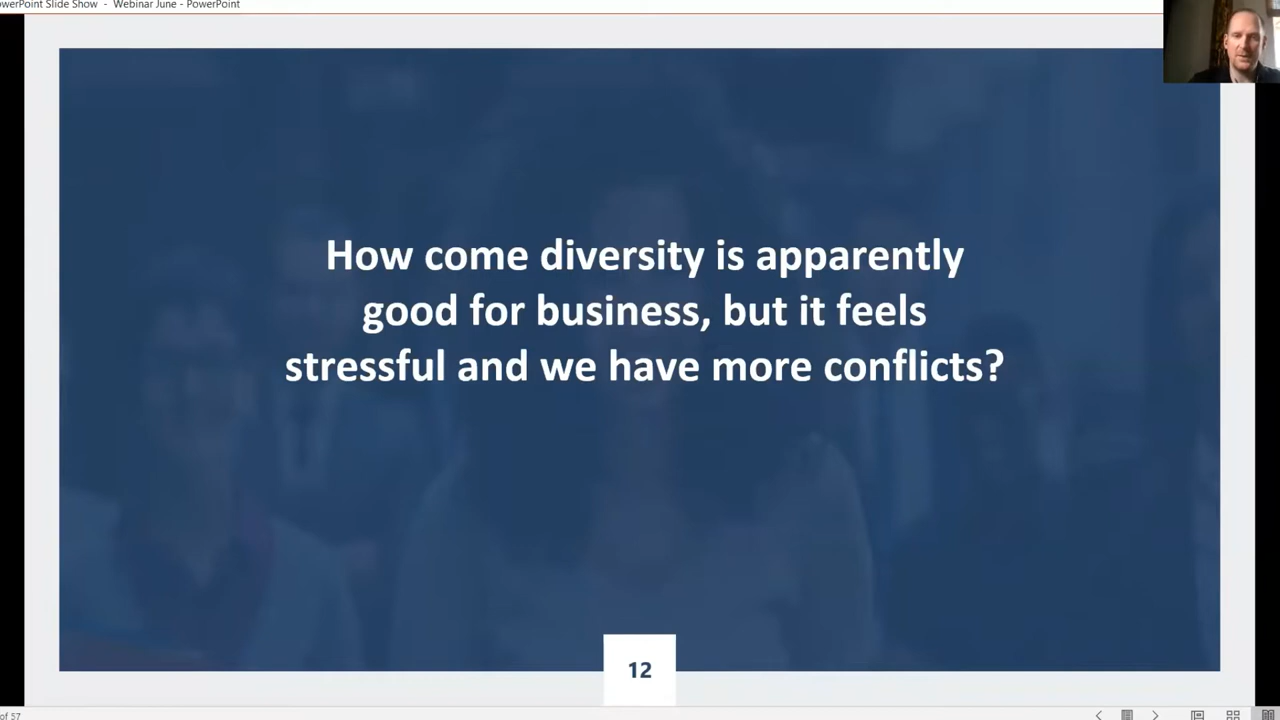 PowerPoint Slide Show - Webinar June - PowerPoint
How come diversity is apparently
good for business, but it feels
stressful and we have more conflicts?
12
of 57